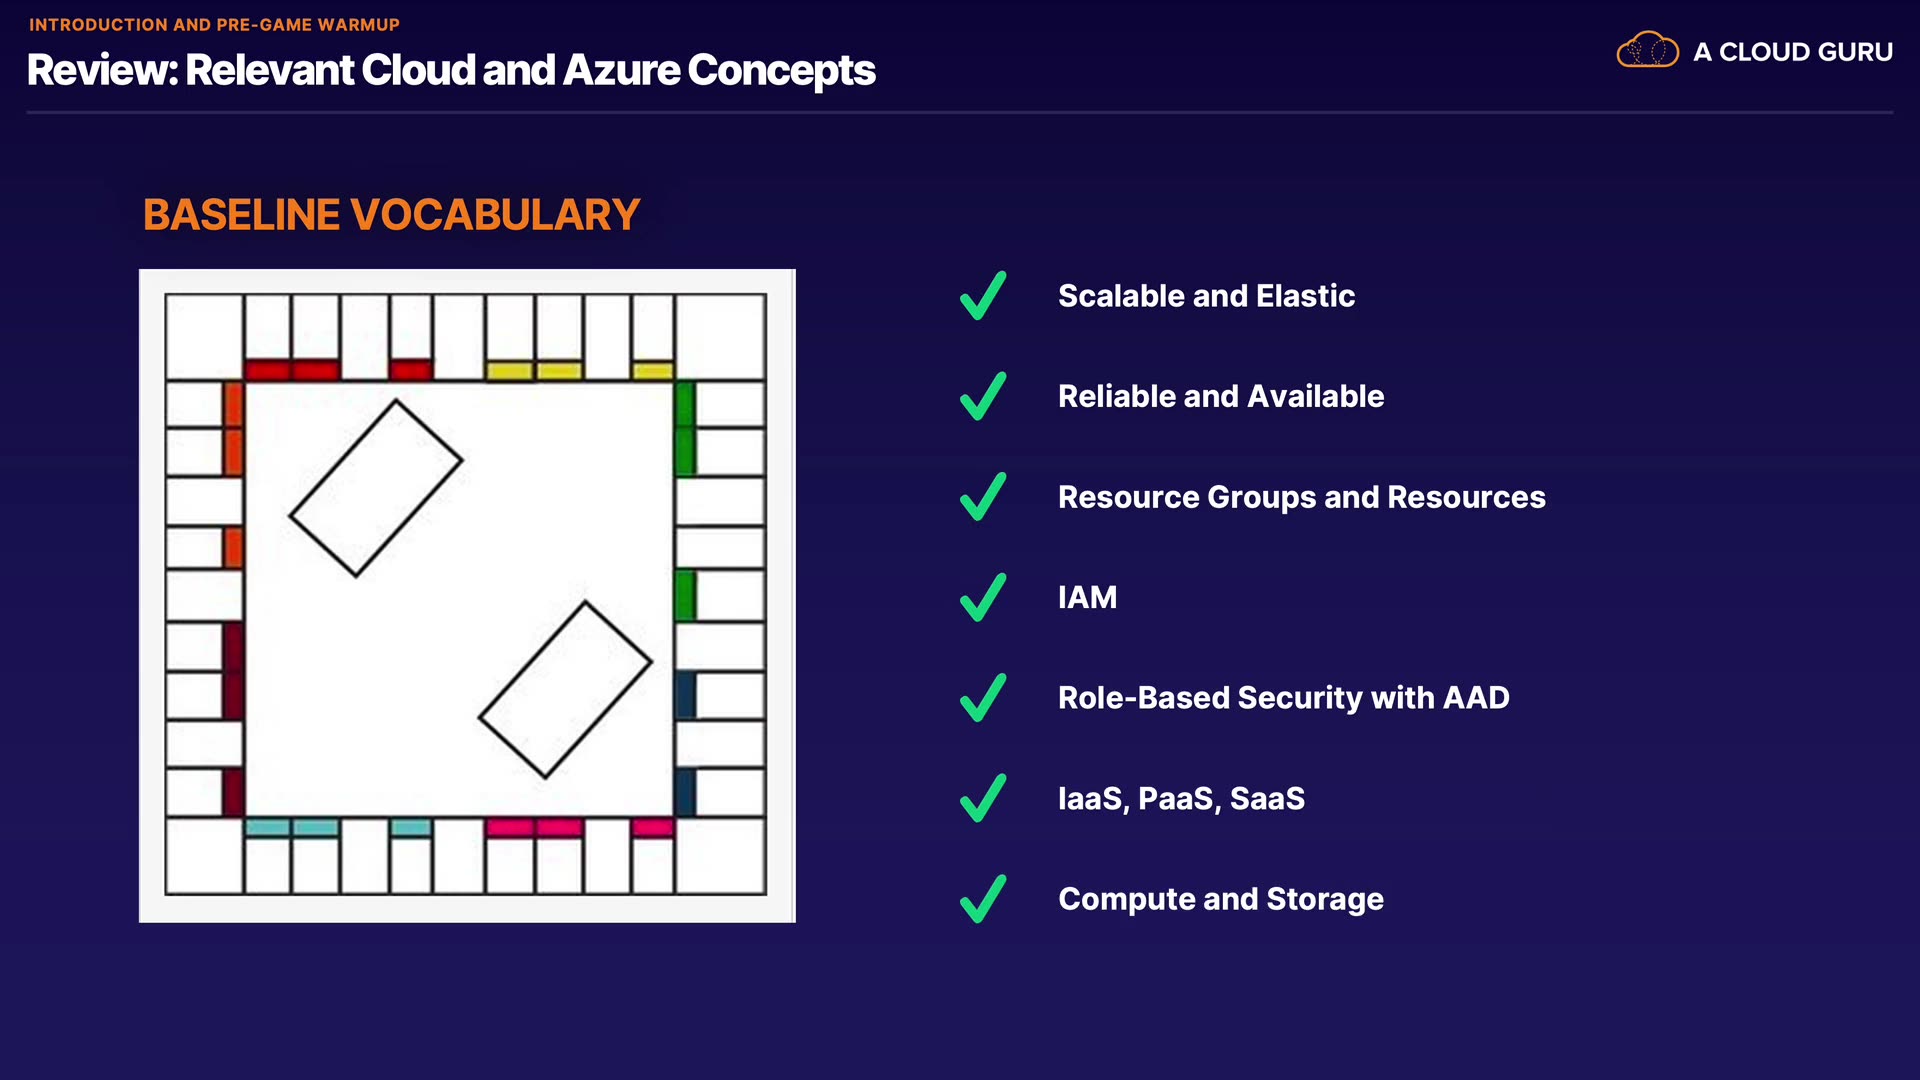 INTRODUCTION AND PRE-GAME WARMUP
Review: Relevant Cloud and Azure Concepts
A CLOUD GURU
BASELINE VOCABULARY
Scalable and Elastic
Reliable and Available
Resource Groups and Resources
IAM
Role-Based Security with AAD
IaaS, PaaS, SaaS
Compute and Storage